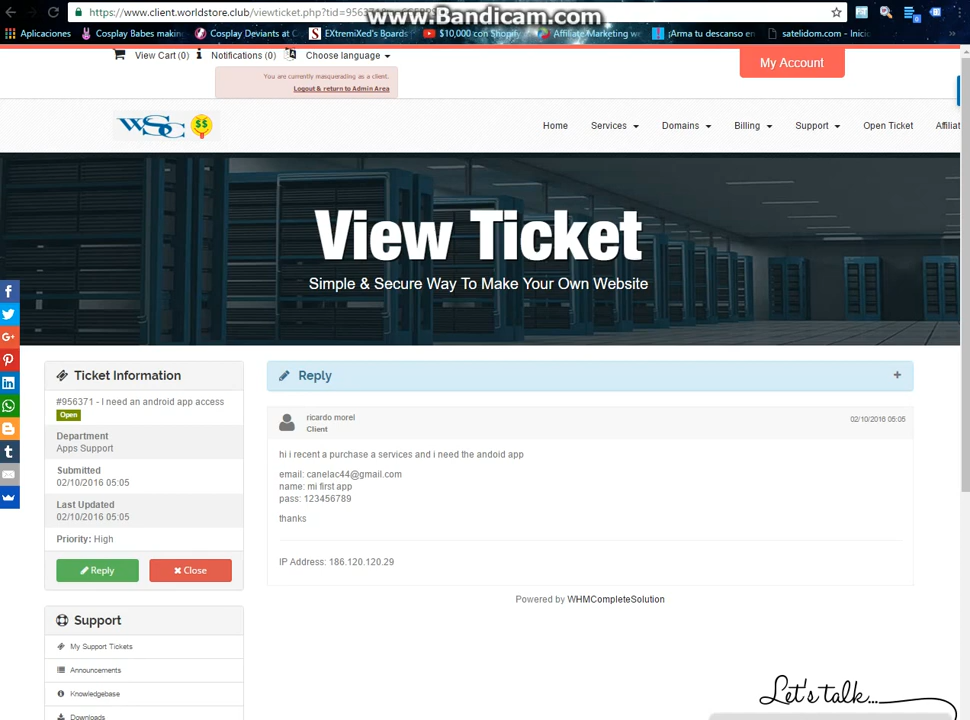 https://www.client.worldstore.club/viewticket.php?tid=9563
www.Bandicam.com
Aplicaciones
Cosplay Babes making
Cosplay Deviants at C
EXtremiXed's Boards
$10,000 con Shopify
Affiliate Marketing we
¡Arma tu descanso en
satelidom.com - Inicio
View Cart (0)
Notifications (0)
Choose language
My Account
You are currently masquerading as a client.
Logout & return to Admin Area
WSC $$
Home
Services
Domains
Billing
Support
Open Ticket
Affiliat
View Ticket
Simple & Secure Way To Make Your Own Website
Ticket Information
#956371 - I need an android app access
Open
Department
Apps Support
Submitted
02/10/2016 05:05
Last Updated
02/10/2016 05:05
Priority: High
Reply
Close
Support
My Support Tickets
Announcements
Knowledgebase
Downloads
Reply
ricardo morel
Client
02/10/2016 05:05
hi i recent a purchase a services and i need the andoid app
email: canelac44@gmail.com
name: mi first app
pass: 123456789
thanks
IP Address: 186.120.120.29
Powered by WHMCompleteSolution
Let's talk...